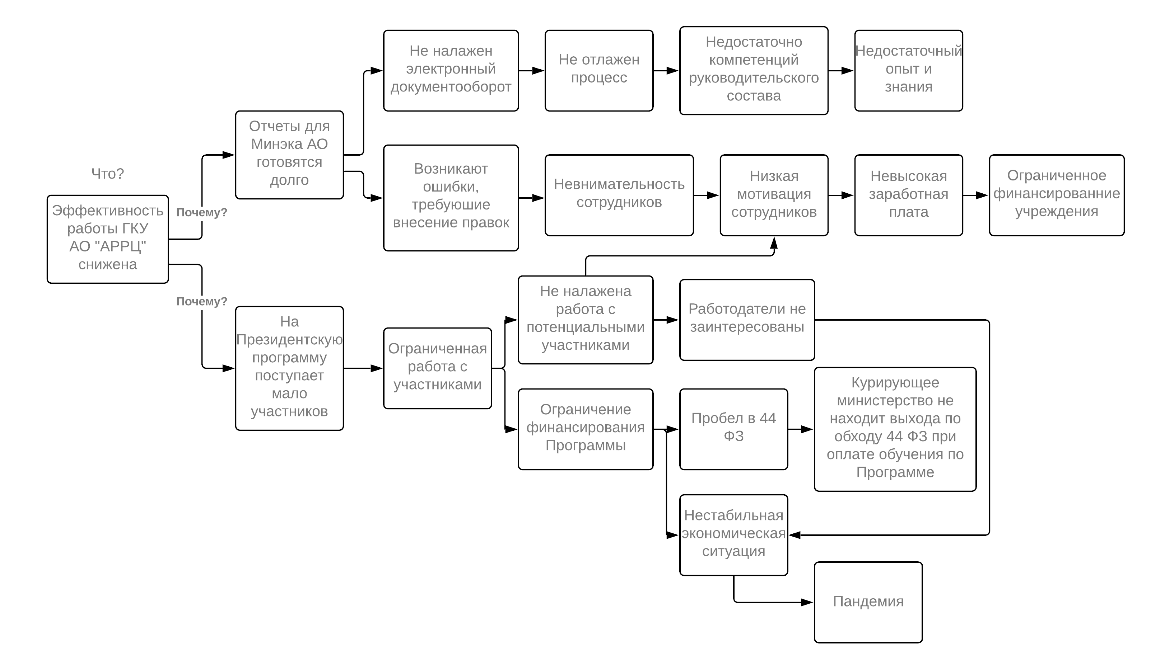 Что?
Эффективность
работы ГКУ
АО "АРРЦ"
снижена
Почему?
Почему?
Отчеты для
Минэка АО
готовятся
долго
На
Президентскую
программу
поступает
мало
участников
Не налажен
электронный
документооборот
Не отлажен
процесс
Недостаточно
компетенций
руководительского
состава
Недостаточный
опыт и
знания
Возникают
ошибки,
требуюшие
внесение правок
Невнимательность
сотрудников
Низкая
мотивация
сотрудников
Невысокая
заработная
плата
Ограниченное
финансированние
учреждения
Ограниченная
работа с
участниками
Не налажена
работа с
потенциальными
участниками
Работодатели не
заинтересованы
Ограничение
финансирования
Программы
Пробел в 44
ФЗ
Курирующее
министерство не
находит выхода по
обходу 44 ФЗ при
оплате обучения по
Программе
Нестабильная
экономическая
ситуация
Пандемия